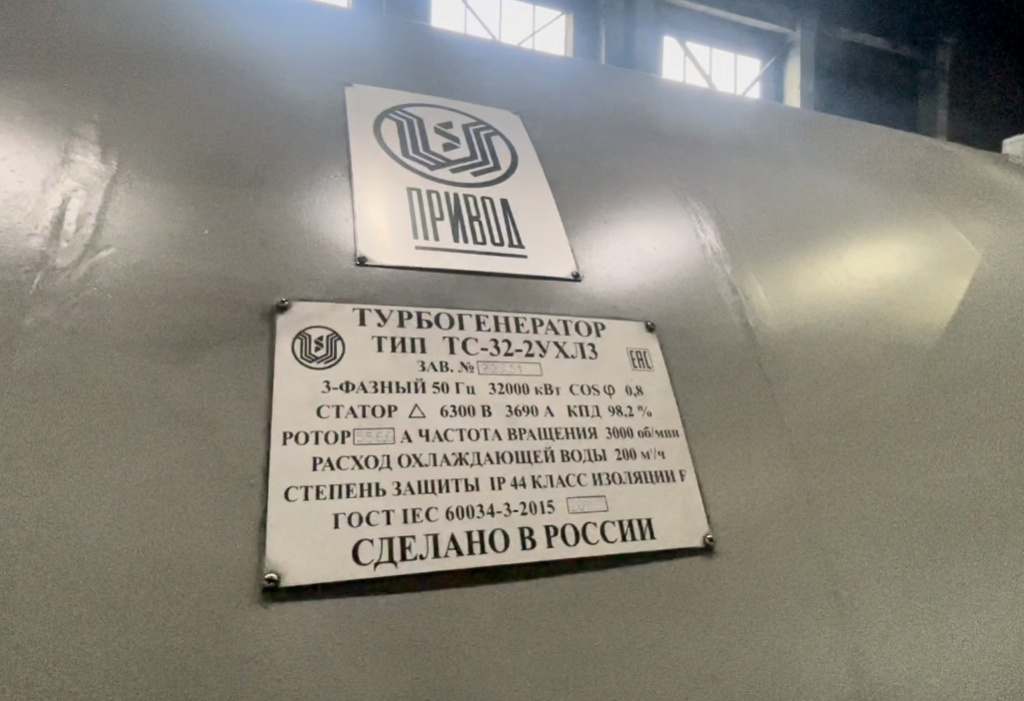 ПРИВОД
ТУРБОГЕНЕРАТОР
ТИП ТС-32-2УХЛ3
ЗАВ. №
EAC
3-ФАЗНЫЙ 50 Гц 32000 кВт COS φ 0,8
СТАТОР △ 6300 В 3690 А КПД 98,2 %
РОТОР А ЧАСТОТА ВРАЩЕНИЯ 3000 об/мин
РАСХОД ОХЛАЖДАЮЩЕЙ ВОДЫ 200 м³/ч
СТЕПЕНЬ ЗАЩИТЫ IP 44 КЛАСС ИЗОЛЯЦИИ F
ГОСТ IEC 60034-3-2015
СДЕЛАНО В РОССИИ